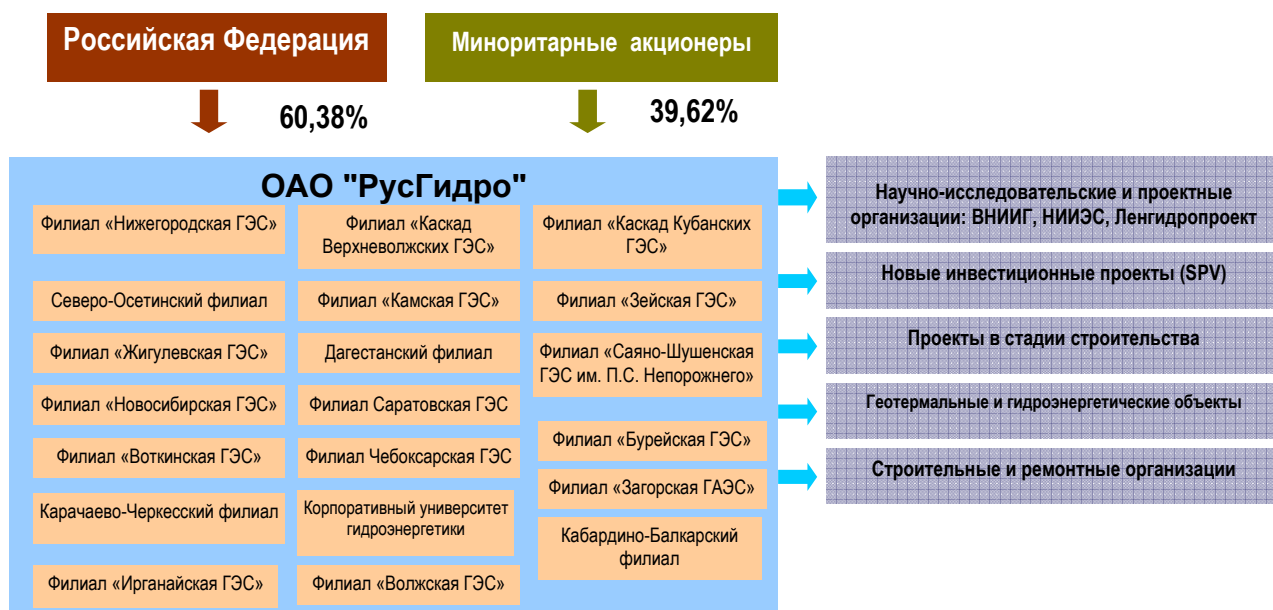 Российская Федерация
Миноритарные акционеры
60,38%
39,62%
ОАО "РусГидро"
Филиал «Нижегородская ГЭС»
Филиал «Каскад
Верхневолжских ГЭС»
Филиал «Каскад Кубанских
ГЭС»
Северо-Осетинский филиал
Филиал «Камская ГЭС»
Филиал «Зейская ГЭС»
Филиал «Жигулевская ГЭС»
Дагестанский филиал
Филиал «Саяно-Шушенская
ГЭС им. П.С. Непорожнего»
Филиал «Новосибирская ГЭС»
Филиал Саратовская ГЭС
Филиал «Бурейская ГЭС»
Филиал «Воткинская ГЭС»
Филиал Чебоксарская ГЭС
Филиал «Загорская ГАЭС»
Карачаево-Черкесский филиал
Корпоративный университет
гидроэнергетики
Кабардино-Балкарский
филиал
Филиал «Ирганайская ГЭС»
Филиал «Волжская ГЭС»
Научно-исследовательские и проектные
организации: ВНИИГ, НИИЭС, Ленгидропроект
Новые инвестиционные проекты (SPV)
Проекты в стадии строительства
Геотермальные и гидроэнергетические объекты
Строительные и ремонтные организации